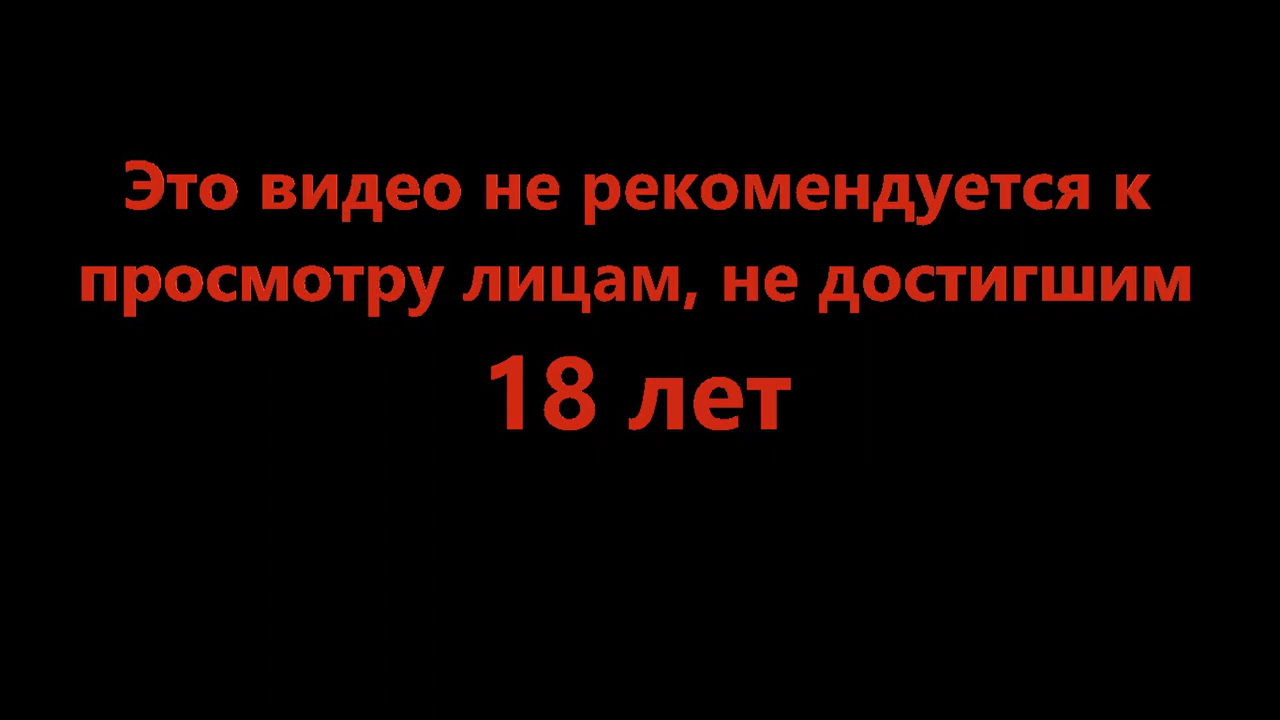 Это видео не рекомендуется к
просмотру лицам, не достигшим
18 лет